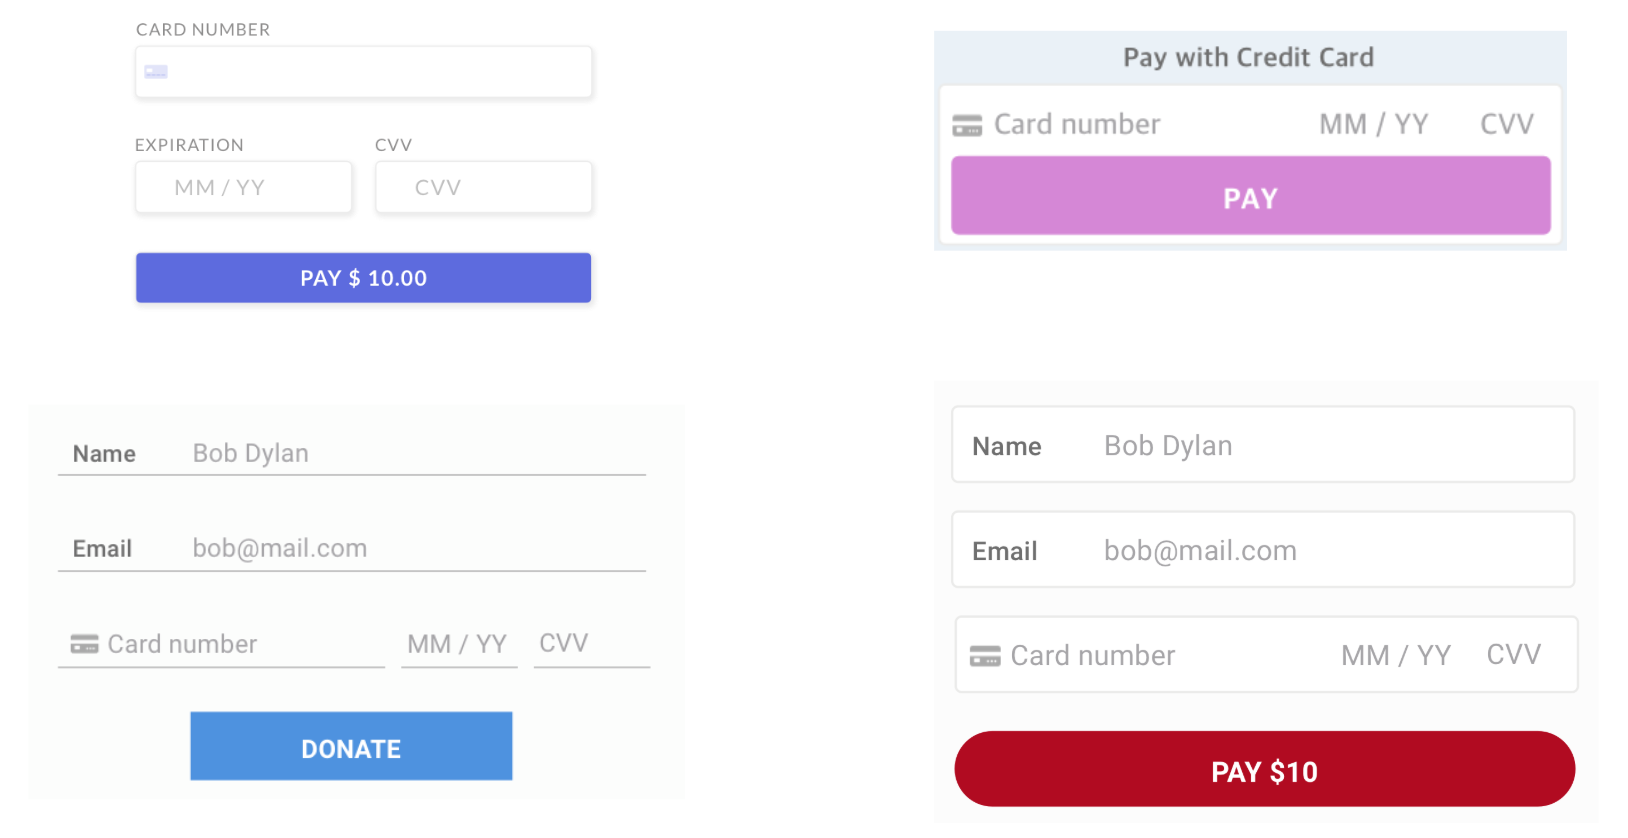 CARD NUMBER
EXPIRATION CVV
MM / YY CVV
PAY $ 10.00
Pay with Credit Card
Card number MM / YY CVV
PAY
Name Bob Dylan
Email bob@mail.com
Card number MM / YY CVV
DONATE
Name Bob Dylan
Email bob@mail.com
Card number MM / YY CVV
PAY $10